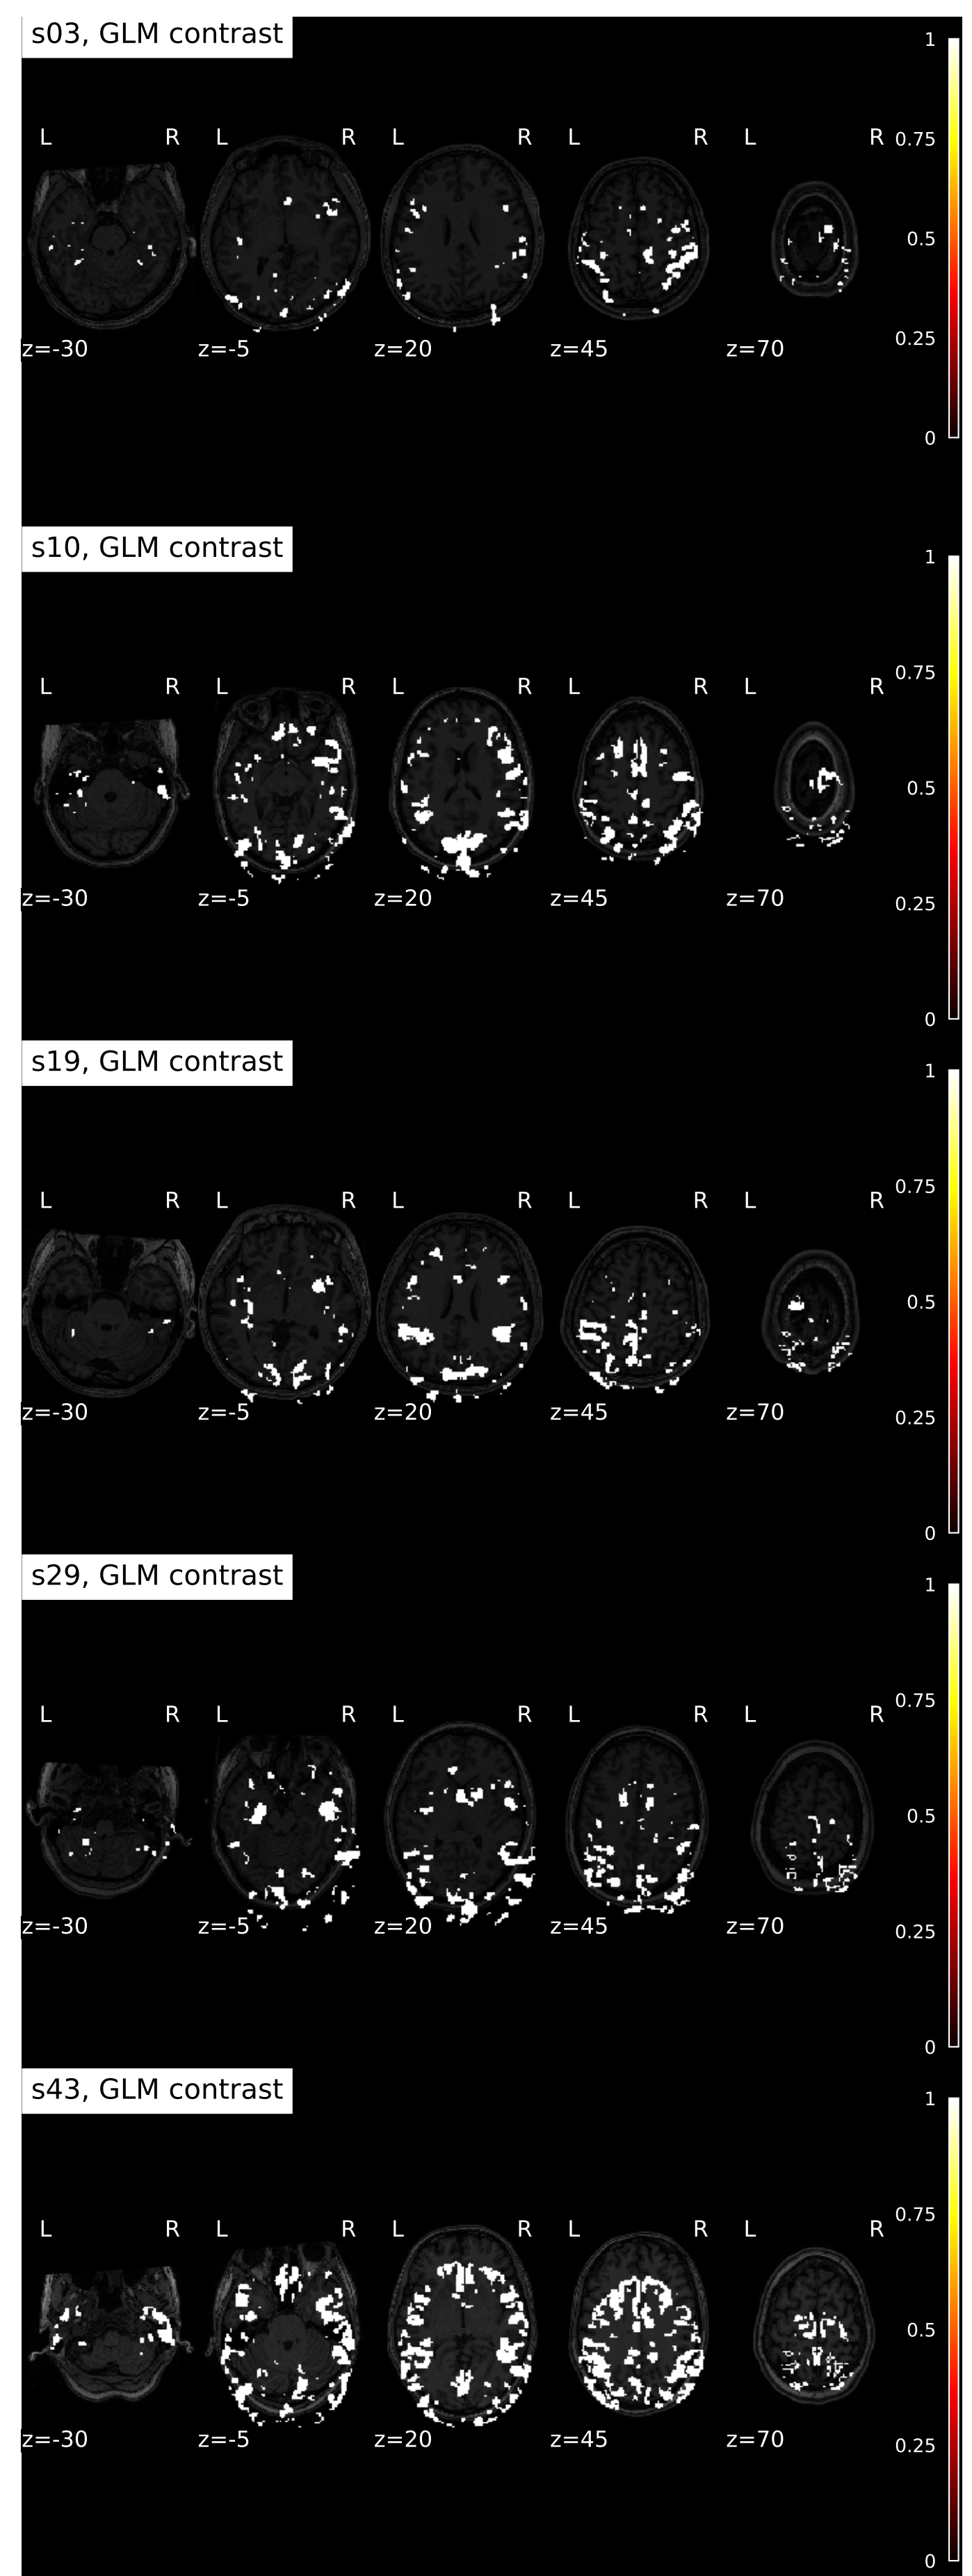 s03, GLM contrast
1
L R L R L R L R L R 0.75
0.5
z=-30 z=-5 z=20 z=45 z=70 0.25
0
s10, GLM contrast
1
L R L R L R L R L R 0.75
0.5
z=-30 z=-5 z=20 z=45 z=70 0.25
0
s19, GLM contrast
1
L R L R L R L R L R 0.75
0.5
z=-30 z=-5 z=20 z=45 z=70 0.25
0
s29, GLM contrast
1
L R L R L R L R L R 0.75
0.5
z=-30 z=-5 z=20 z=45 z=70 0.25
0
s43, GLM contrast
1
L R L R L R L R L R 0.75
0.5
z=-30 z=-5 z=20 z=45 z=70 0.25
0